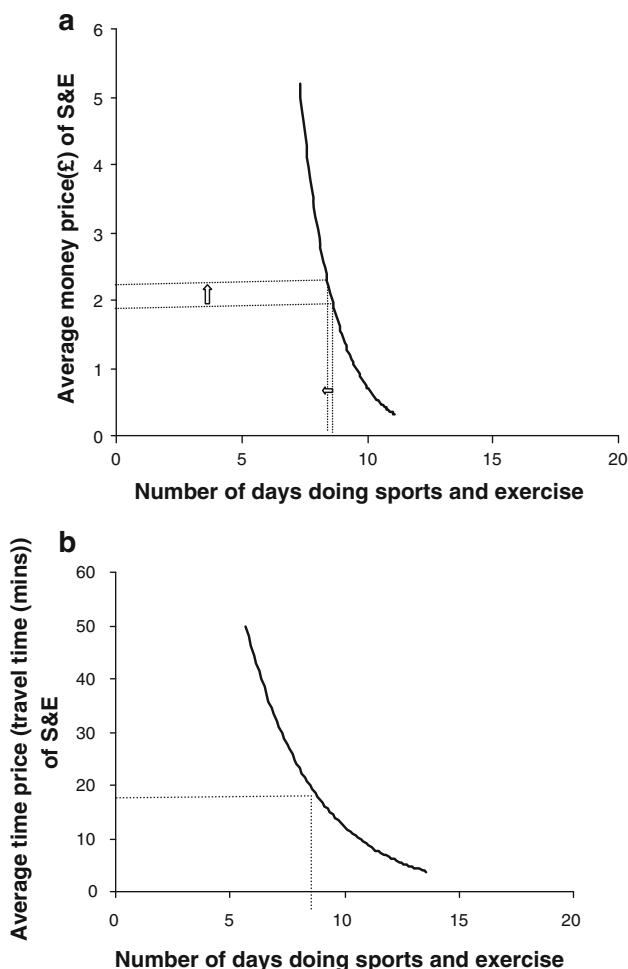 a
Average money price(£) of S&E
6
5
4
3
2
1
0
0 5 10 15 20
Number of days doing sports and exercise
b
Average time price (travel time (mins))
of S&E
60
50
40
30
20
10
0
0 5 10 15 20
Number of days doing sports and exercise